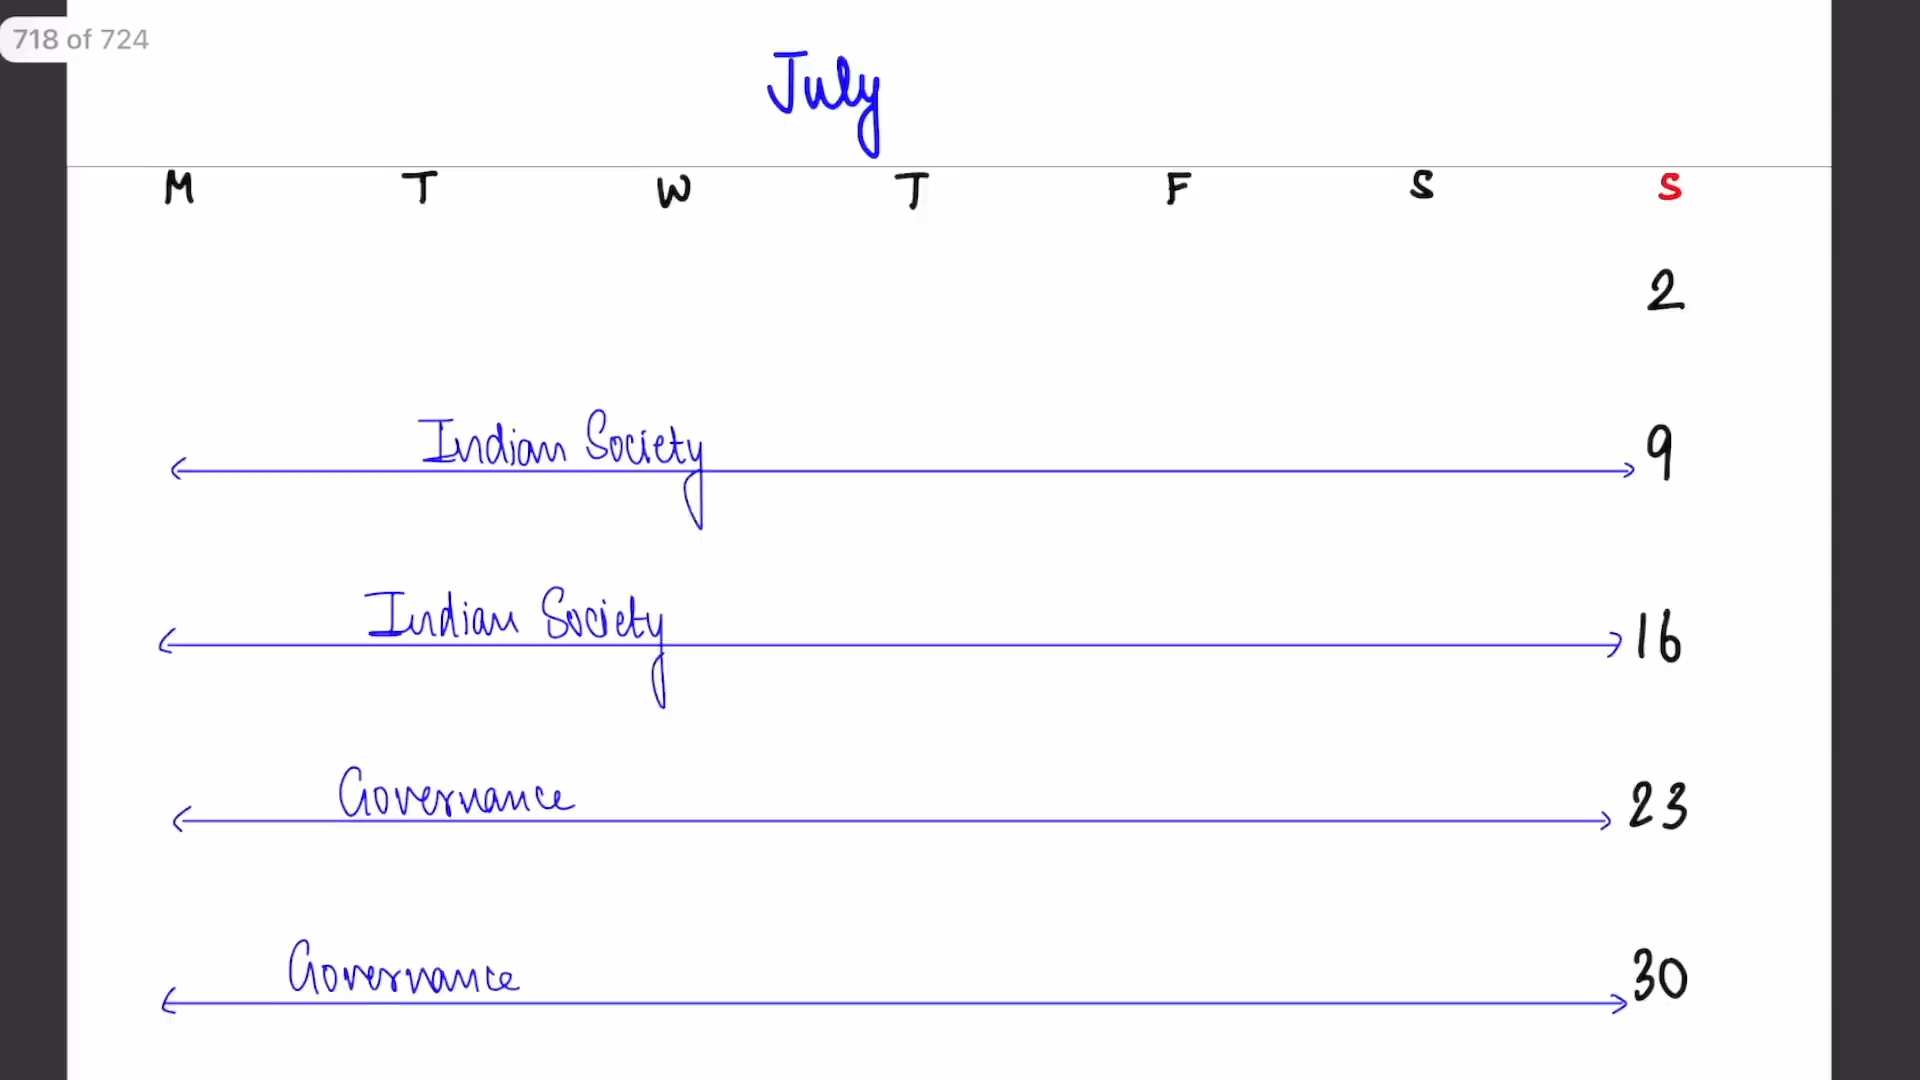 718 of 724
July
M T W T F S S
2
Indian Society 9
Indian Society 16
Governance 23
Governance 30